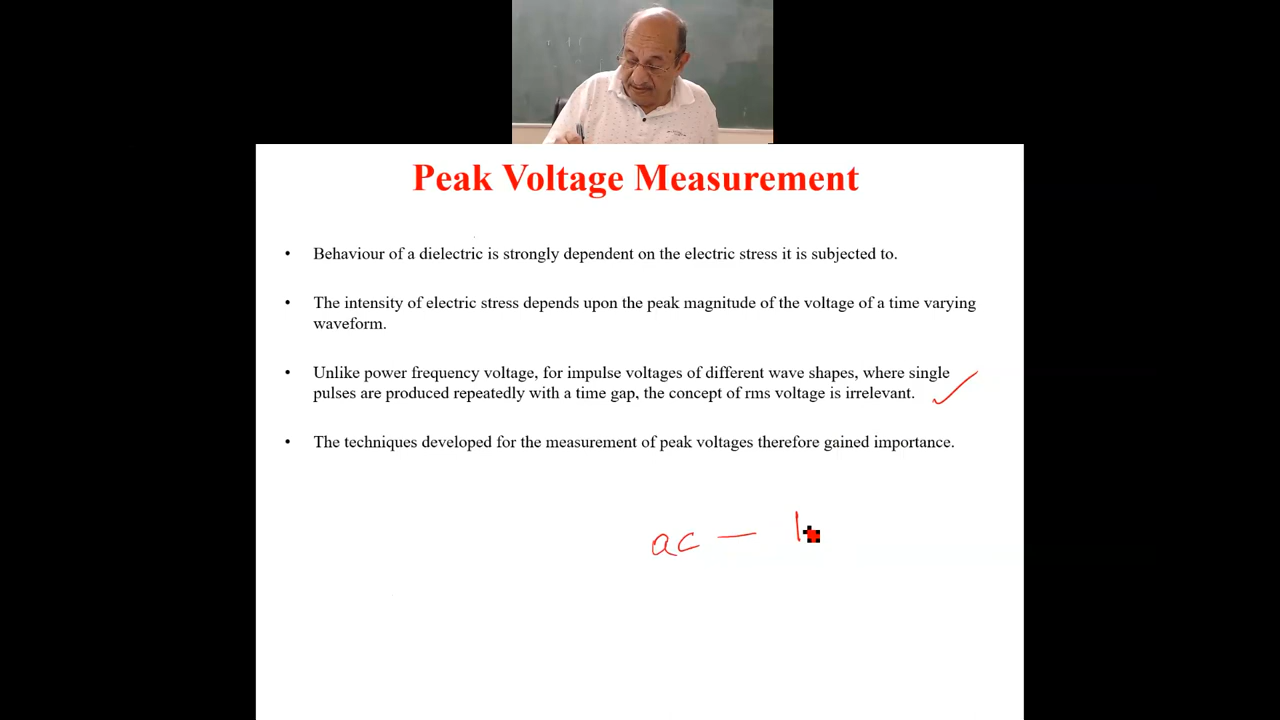 Peak Voltage Measurement
• Behaviour of a dielectric is strongly dependent on the electric stress it is subjected to.
• The intensity of electric stress depends upon the peak magnitude of the voltage of a time varying
waveform.
• Unlike power frequency voltage, for impulse voltages of different wave shapes, where single
pulses are produced repeatedly with a time gap, the concept of rms voltage is irrelevant.
• The techniques developed for the measurement of peak voltages therefore gained importance.
ac —